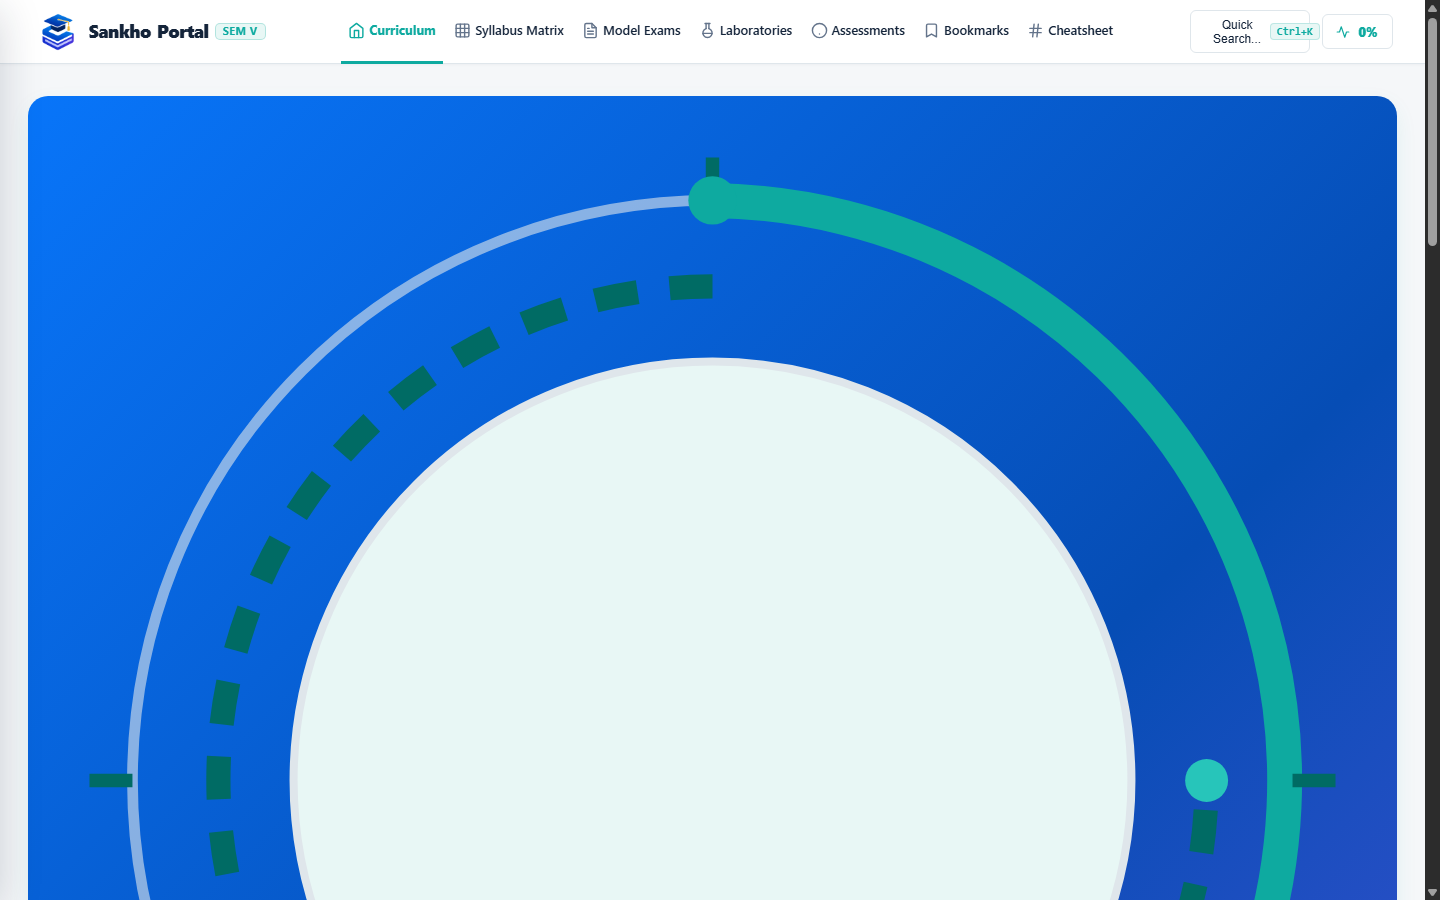 Sankho Portal SEM V
Curriculum
Syllabus Matrix
Model Exams
Laboratories
Assessments
Bookmarks
Cheatsheet
Quick
Search...
Ctrl+K
0%